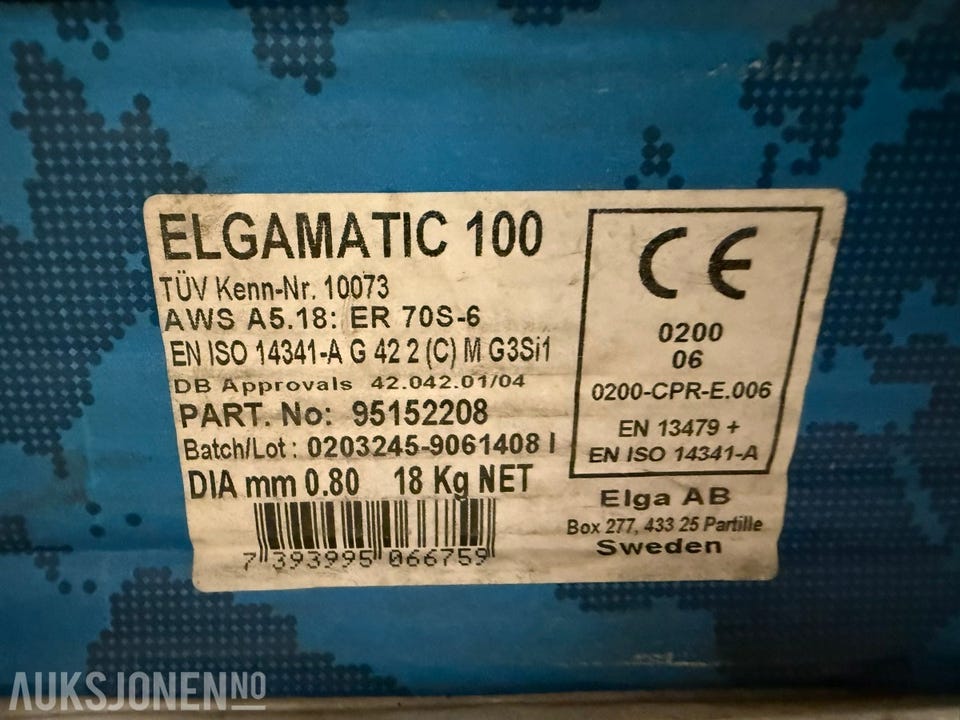 ELGAMATIC 100
TÜV Kenn-Nr. 10073
AWS A5.18: ER 70S-6
EN ISO 14341-A G 42 2 (C) M G3Si1
DB Approvals 42.042.01/04
PART. No: 95152208
Batch/Lot : 0203245-9061408 I
DIA mm 0.80 18 Kg NET
7 393995 066759
CE
0200
06
0200-CPR-E.006
EN 13479 +
EN ISO 14341-A
Elga AB
Box 277, 433 25 Partille
Sweden
AUKSJONEN.NO